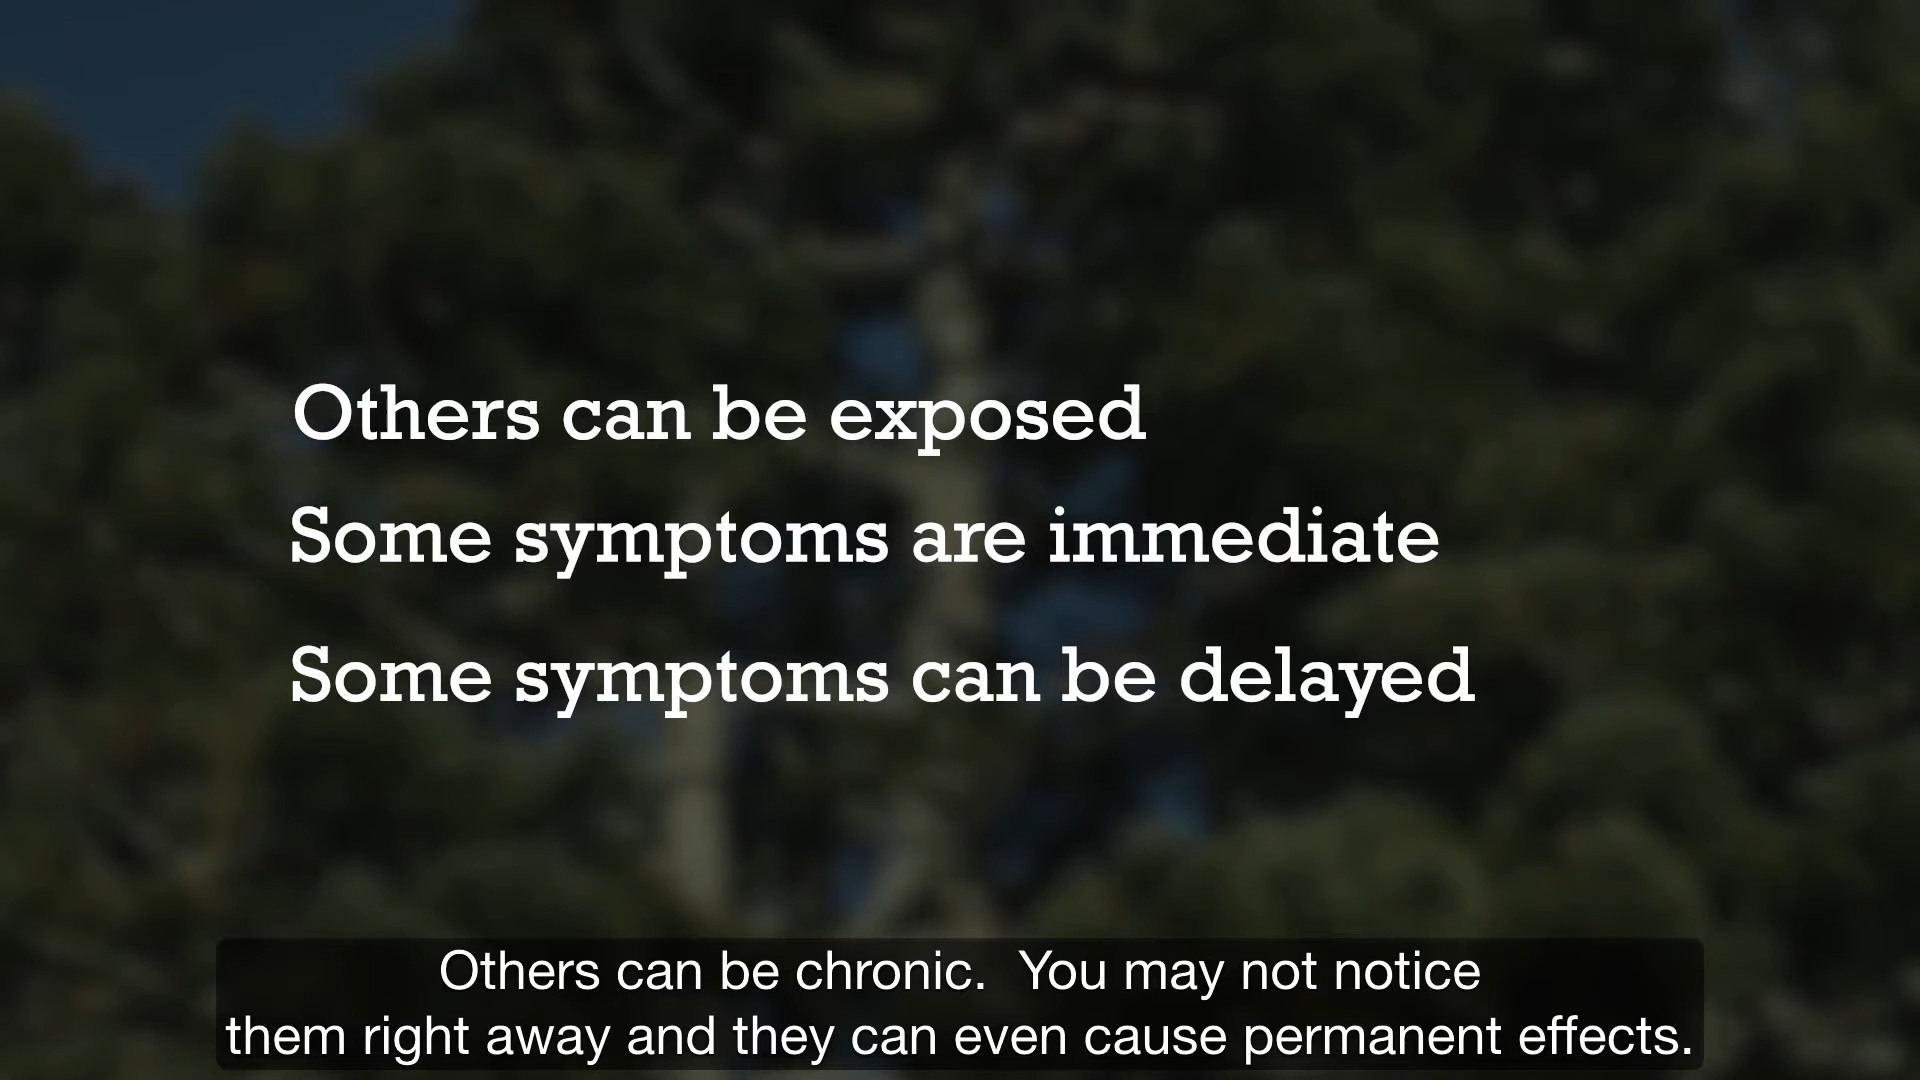 Others can be exposed
Some symptoms are immediate
Some symptoms can be delayed
Others can be chronic.  You may not notice
them right away and they can even cause permanent effects.